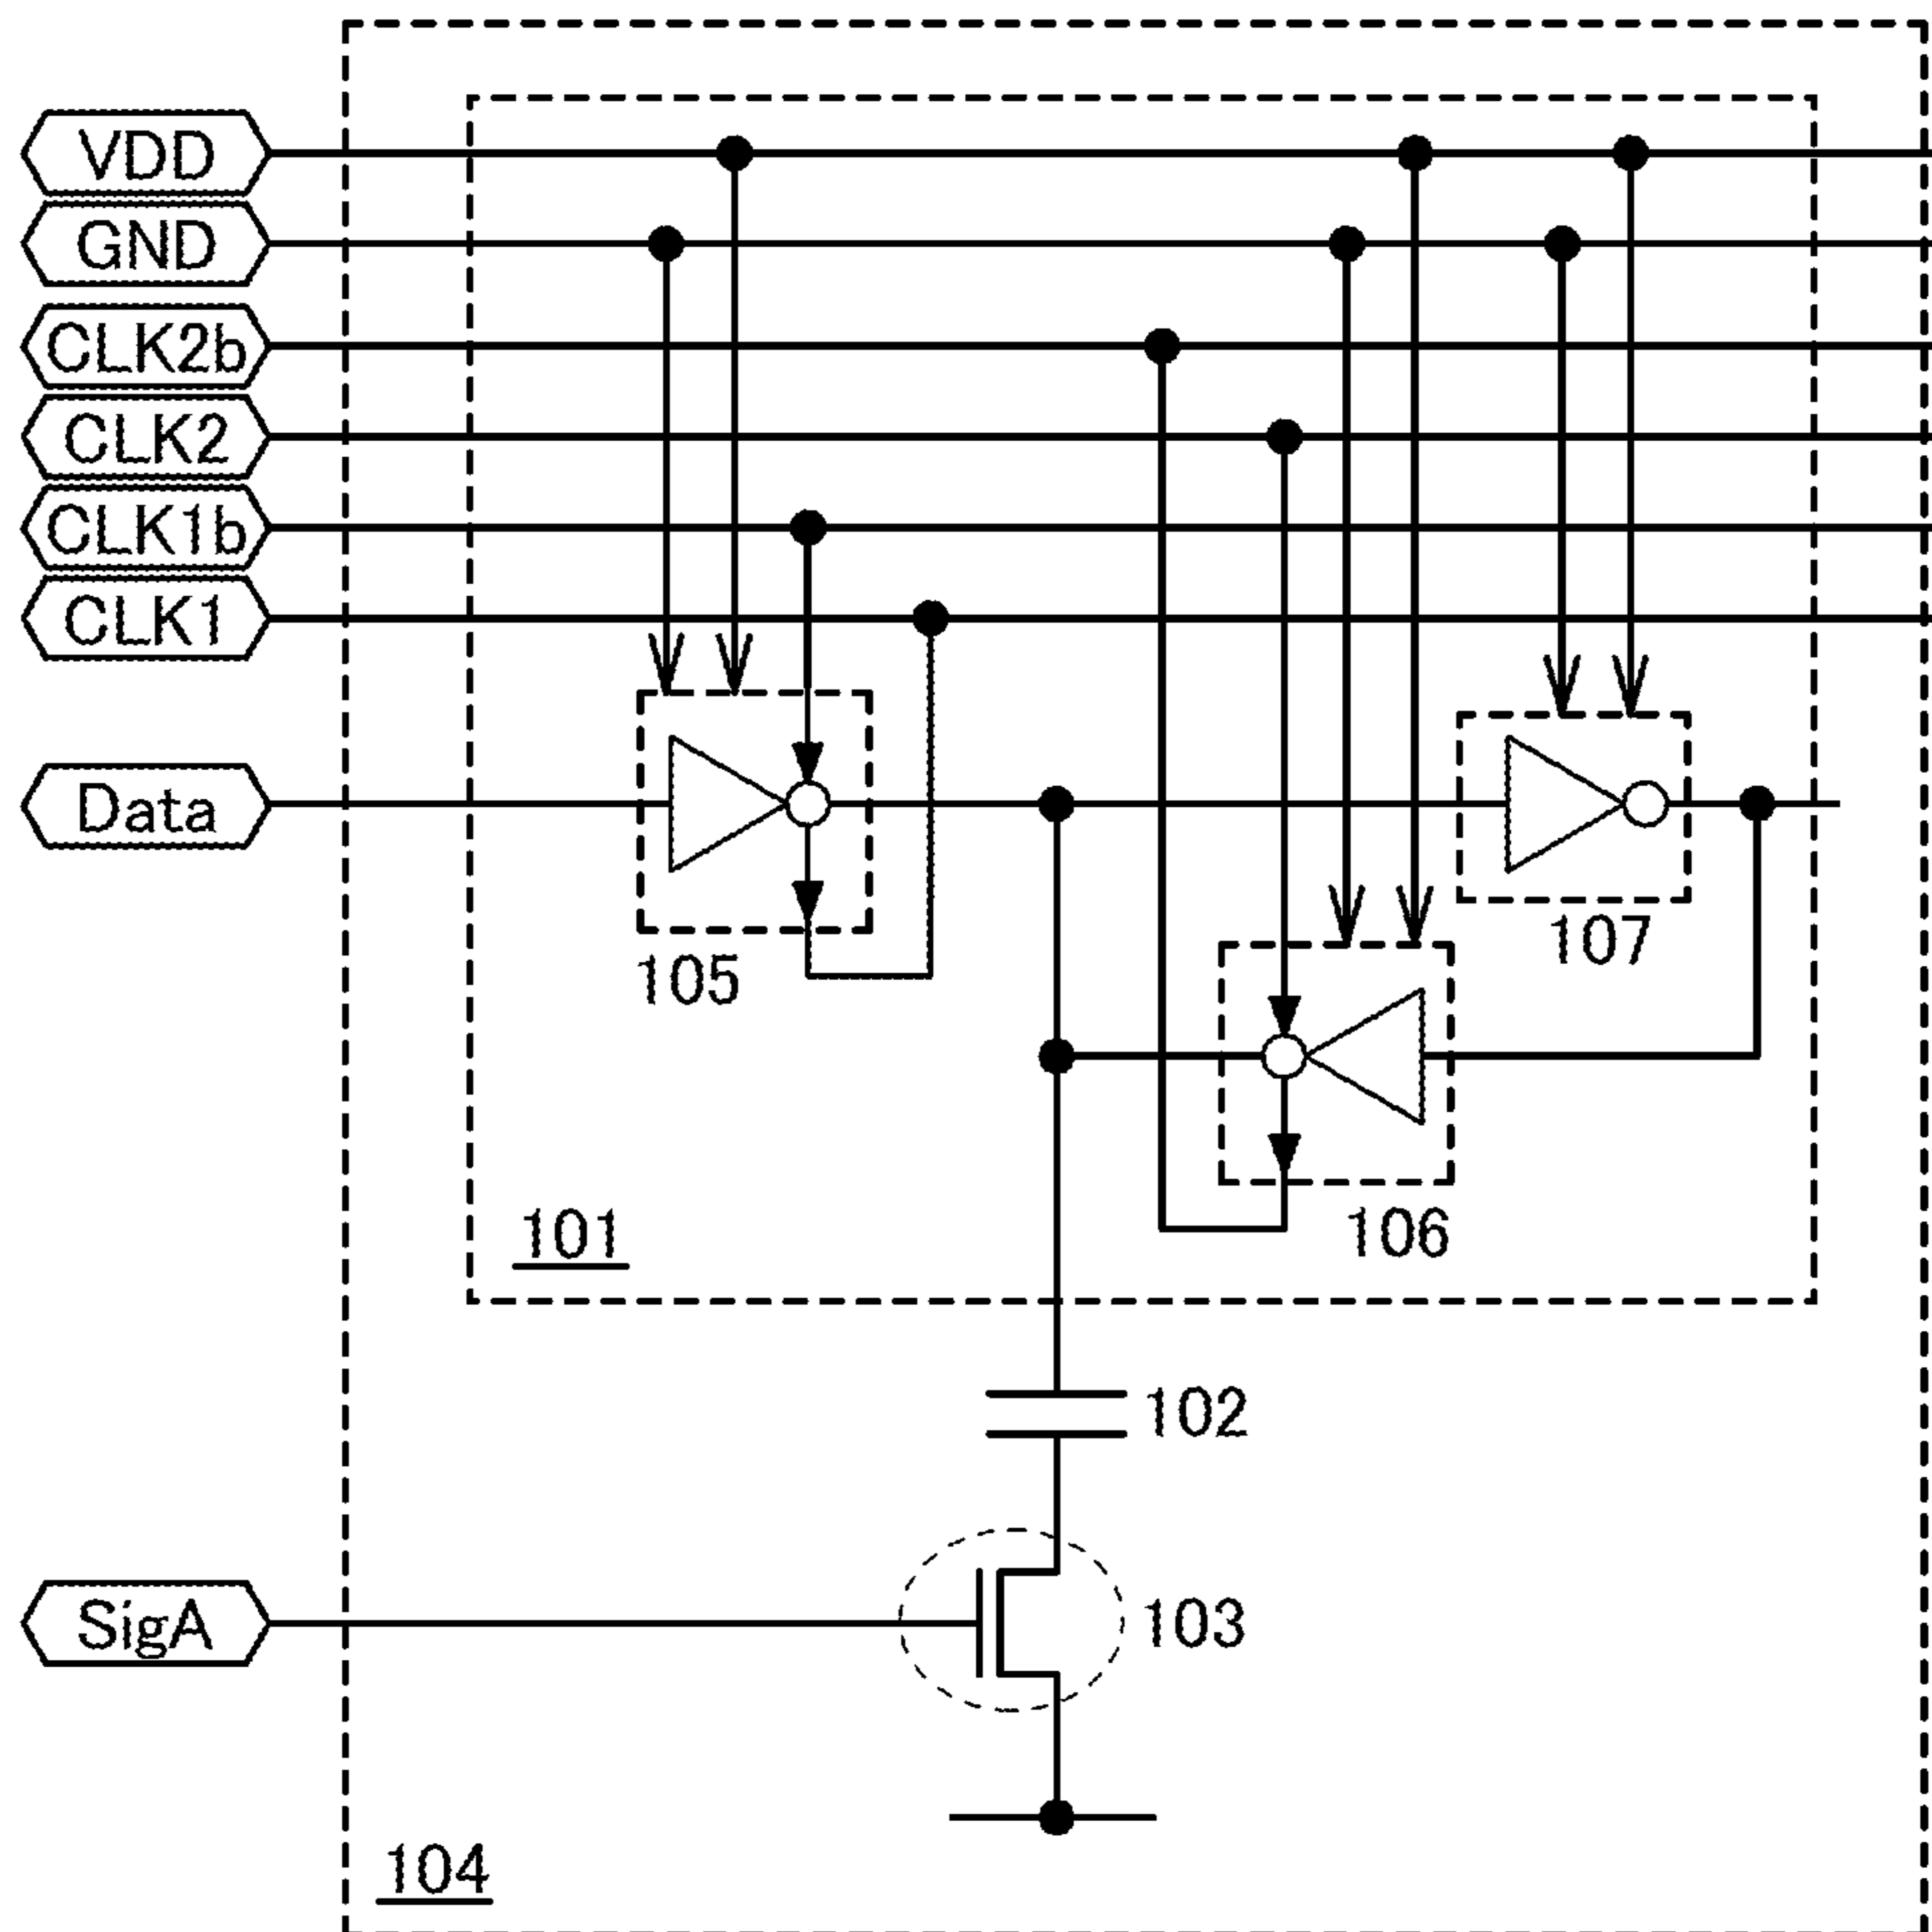 VDD
GND
CLK2b
CLK2
CLK1b
CLK1
Data
107
105
106
101
102
SigA
103
104